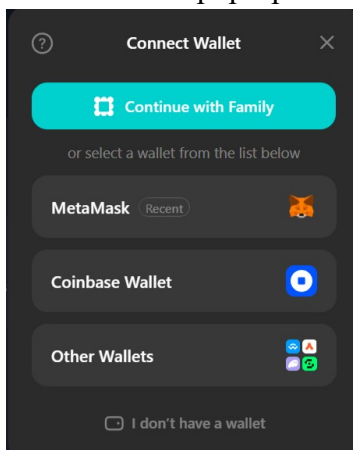 Connect Wallet
Continue with Family
or select a wallet from the list below
MetaMask Recent
Coinbase Wallet
Other Wallets
I don't have a wallet